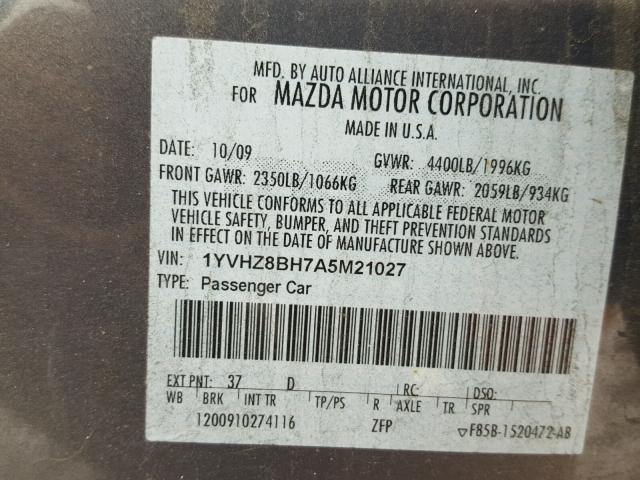 MFD. BY AUTO ALLIANCE INTERNATIONAL, INC.
FOR MAZDA MOTOR CORPORATION
MADE IN U.S.A.
DATE: 10/09 GVWR: 4400LB/1996KG
FRONT GAWR: 2350LB/1066KG REAR GAWR: 2059LB/934KG
THIS VEHICLE CONFORMS TO ALL APPLICABLE FEDERAL MOTOR
VEHICLE SAFETY, BUMPER, AND THEFT PREVENTION STANDARDS
IN EFFECT ON THE DATE OF MANUFACTURE SHOWN ABOVE.
VIN: 1YVHZ8BH7A5M21027
TYPE: Passenger Car
EXT PNT: 37 D RC: DSO:
WB BRK INT TR TP/PS R AXLE TR SPR
1200910274116 ZFP ▽F85B-1520472-AB